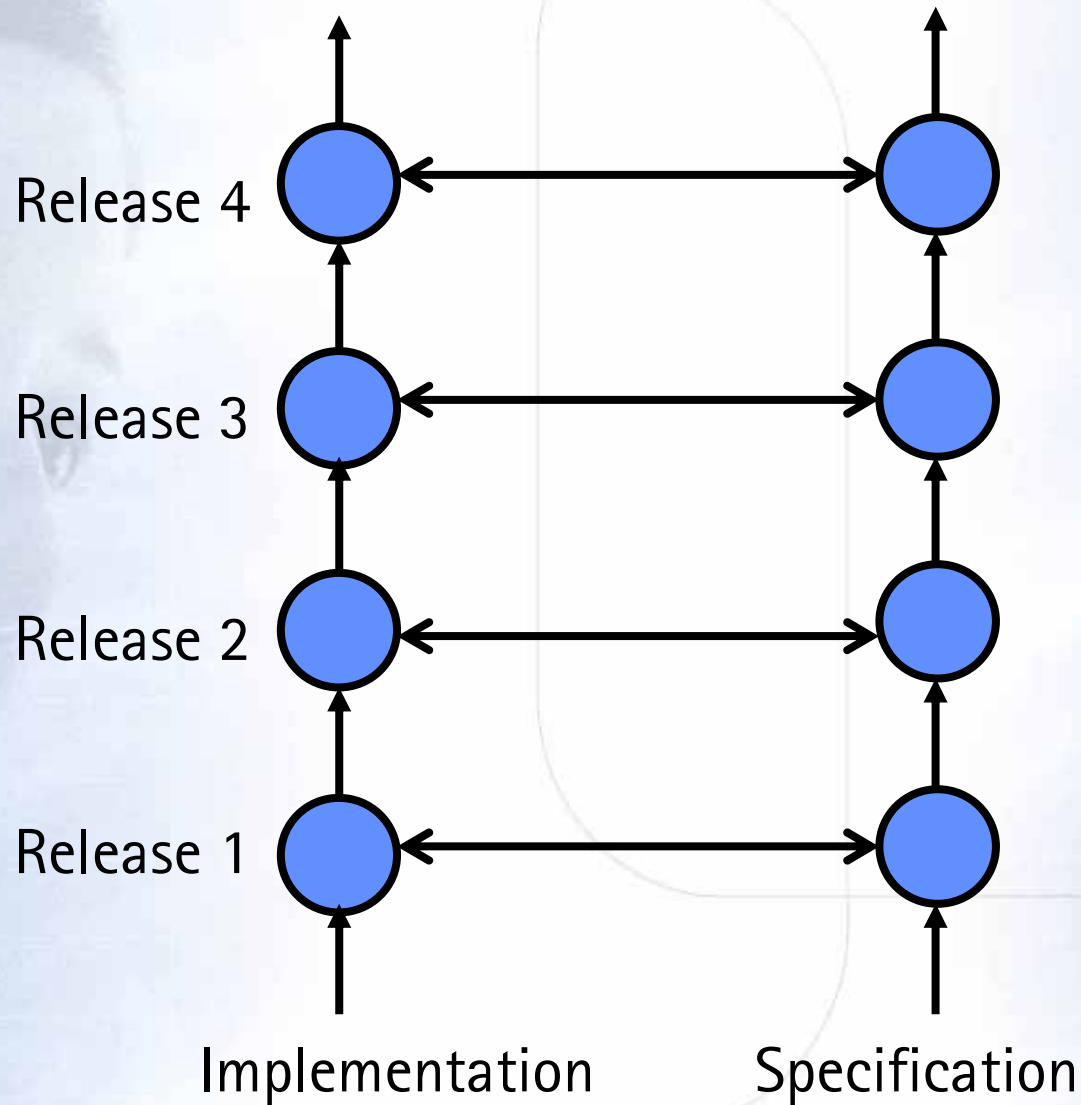 Release 4
Release 3
Release 2
Release 1
Implementation Specification